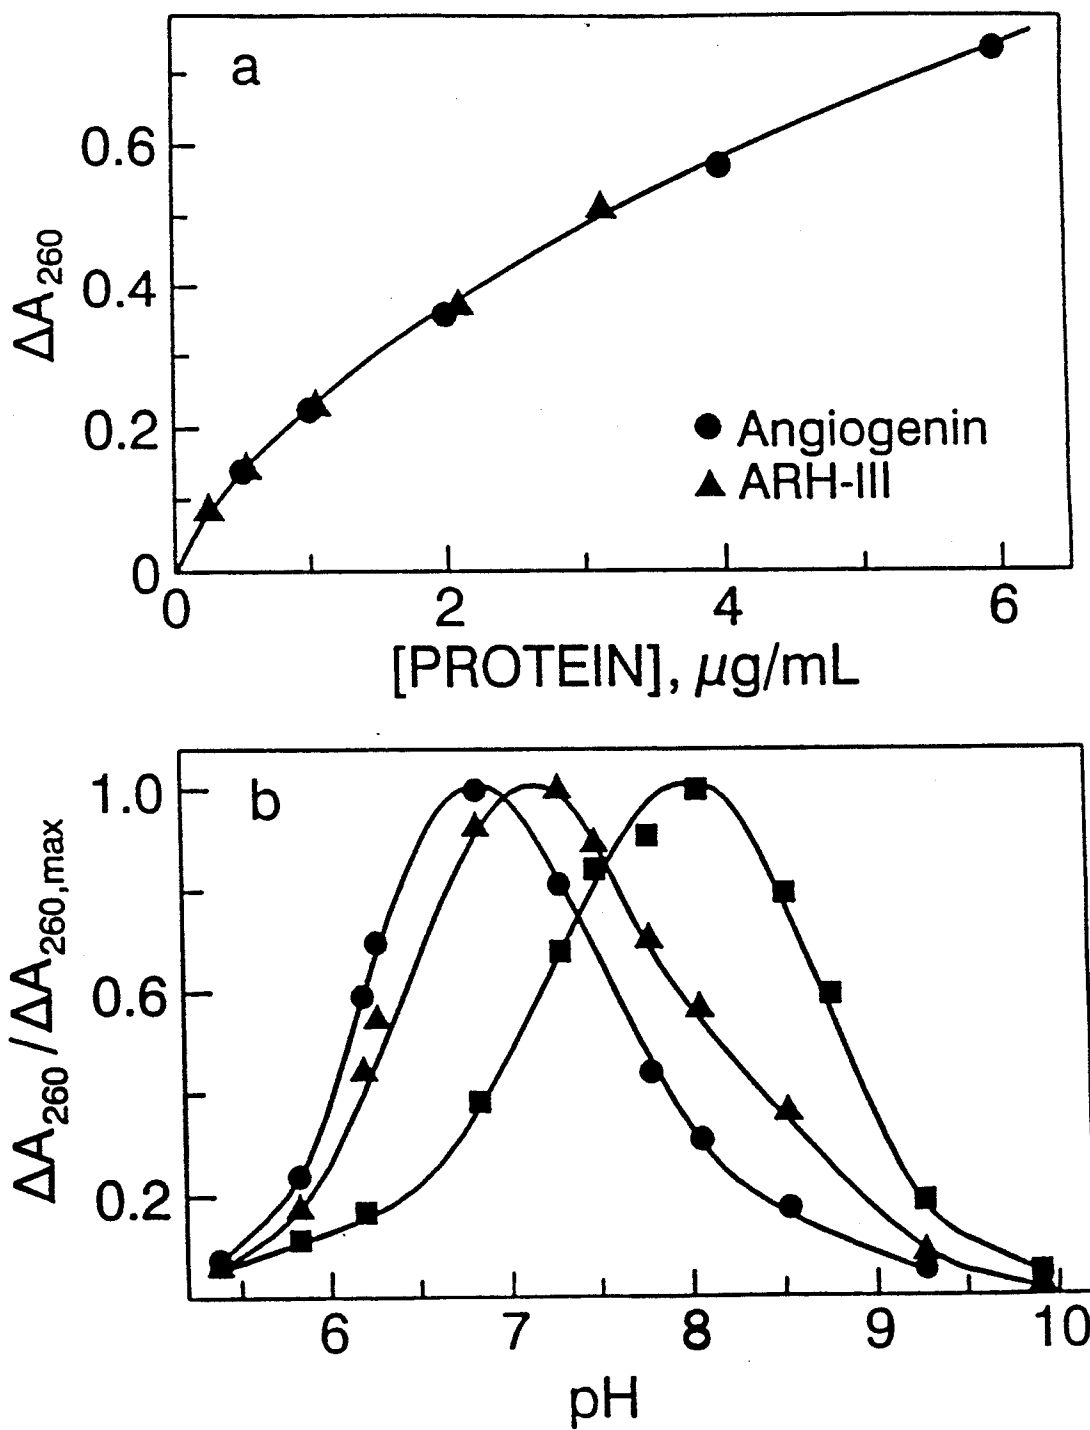 a
0.6
0.4
0.2
0
ΔA260
● Angiogenin
▲ ARH-III
0 2 4 6
[PROTEIN], μg/mL
b
1.0
0.6
0.2
ΔA260 / ΔA260,max
6 7 8 9 10
pH